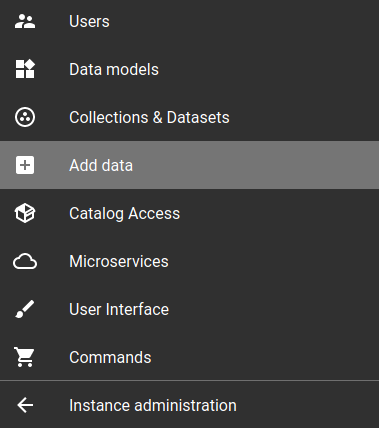 Users
Data models
Collections & Datasets
Add data
Catalog Access
Microservices
User Interface
Commands
Instance administration